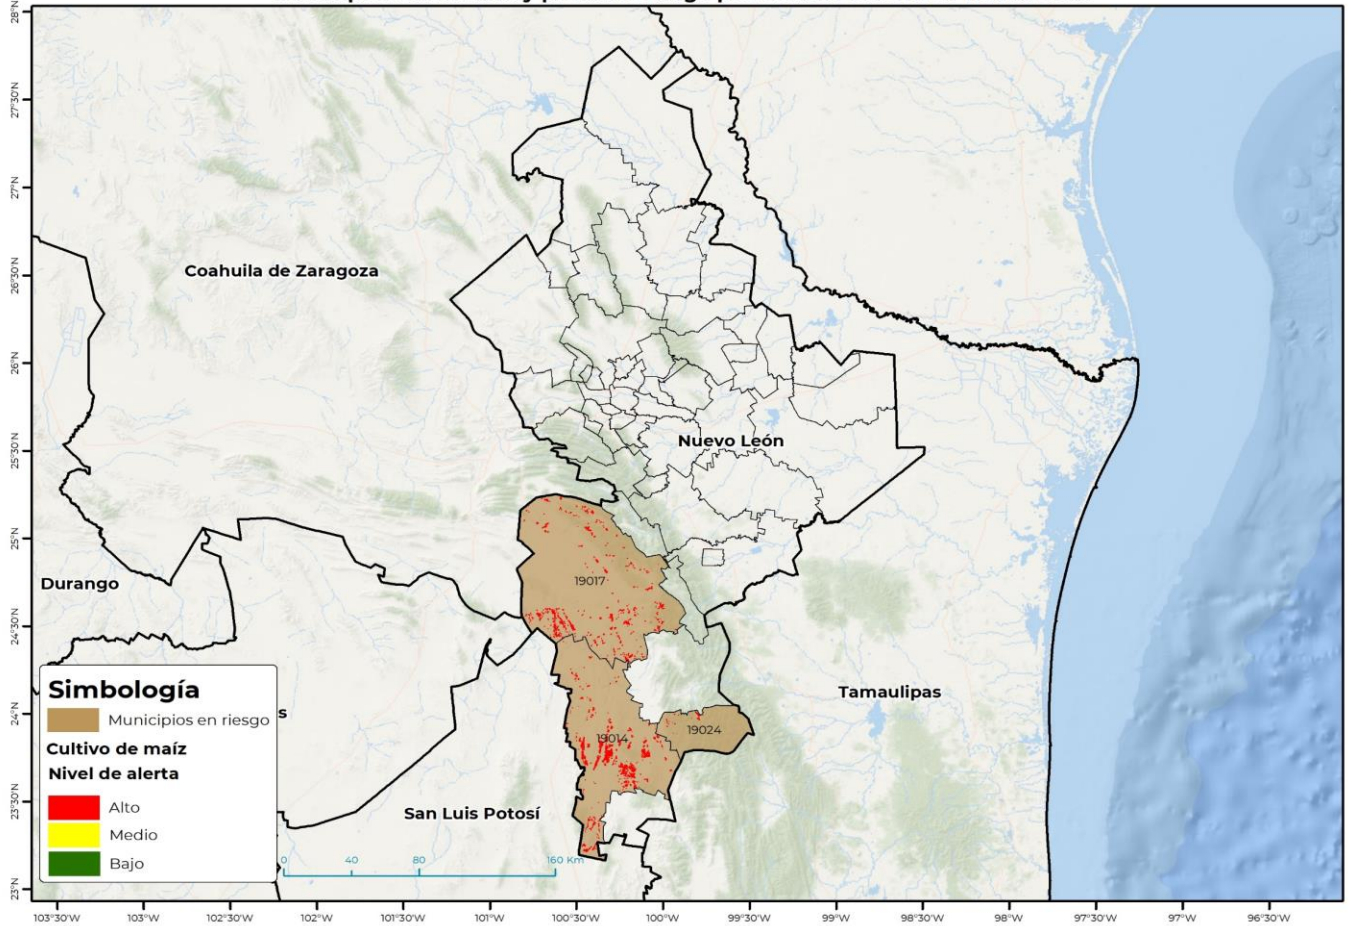 Coahuila de Zaragoza
Nuevo León
Durango
19017
Tamaulipas
19024
19014
San Luis Potosí
s
Simbología
Municipios en riesgo
Cultivo de maíz
Nivel de alerta
Alto
Medio
Bajo
0 40 80 160 Km
28°N
27°30'N
27°N
26°30'N
26°N
25°30'N
25°N
24°30'N
24°N
23°30'N
23°N
103°30'W 103°W 102°30'W 102°W 101°30'W 101°W 100°30'W 100°W 99°30'W 99°W 98°30'W 98°W 97°30'W 97°W 96°30'W